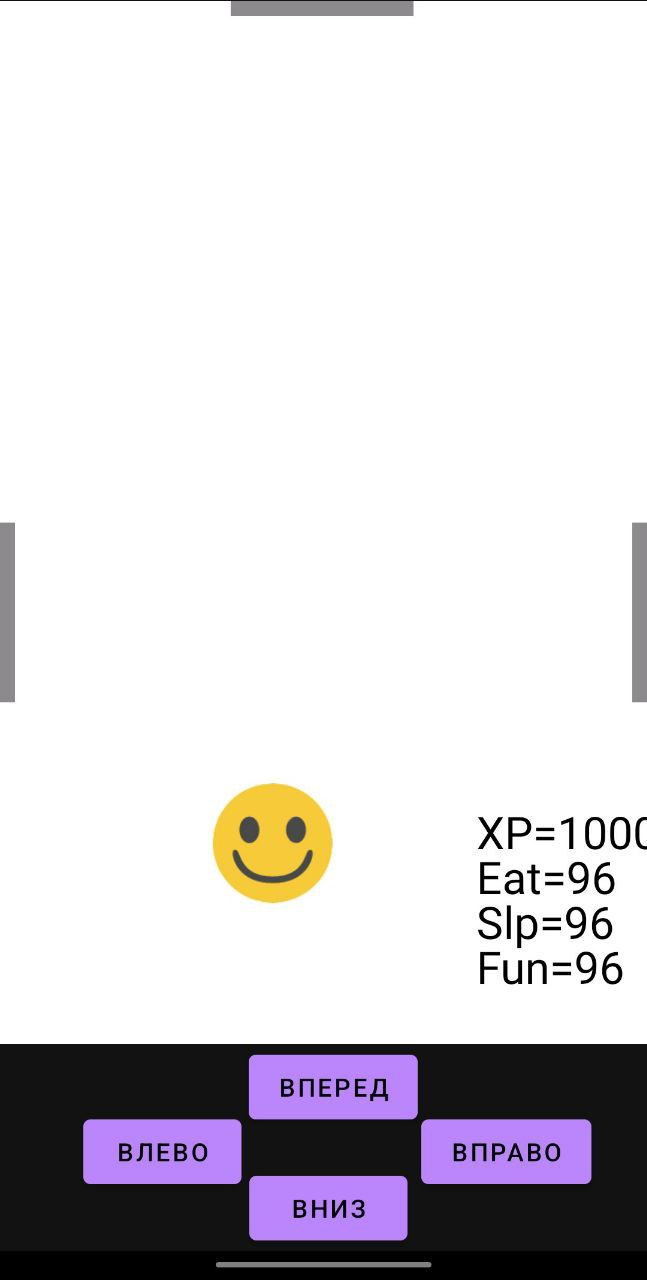 XP=1000
Eat=96
Slp=96
Fun=96
ВПЕРЕД
ВЛЕВО
ВПРАВО
ВНИЗ